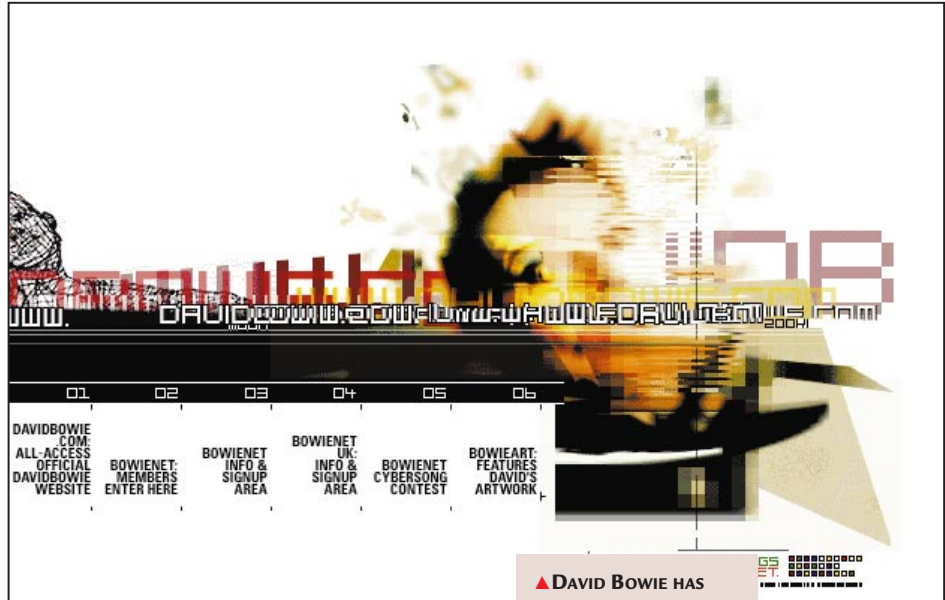 DB
WWW.
01 02 03 04 05 06
DAVIDBOWIE
.COM:
ALL-ACCESS
OFFICIAL
DAVIDBOWIE
WEBSITE
BOWIENET:
MEMBERS
ENTER HERE
BOWIENET
INFO &
SIGNUP
AREA
BOWIENET
UK:
INFO &
SIGNUP
AREA
BOWIENET
CYBERSONG
CONTEST
BOWIEART:
FEATURES
DAVID'S
ARTWORK
▲DAVID BOWIE HAS